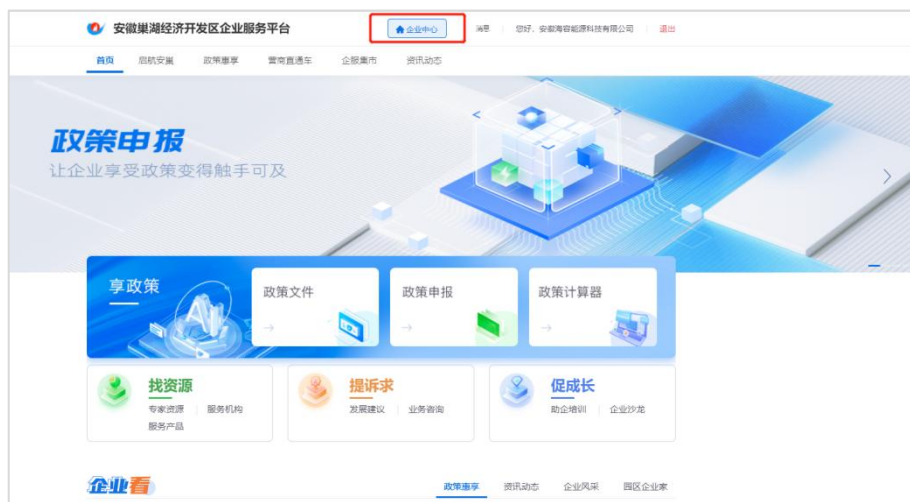 安徽巢湖经济开发区企业服务平台
企业中心 消息 您好，安徽海容能源科技有限公司 退出
首页 启航安巢 政策惠享 营商直通车 企服集市 资讯动态
政策申报
让企业享受政策变得触手可及
享政策 政策文件 政策申报 政策计算器
找资源 提诉求 促成长
专家资源 服务机构 发展建议 业务咨询 助企培训 企业沙龙
服务产品
企业看 政策惠享 资讯动态 企业风采 园区企业家